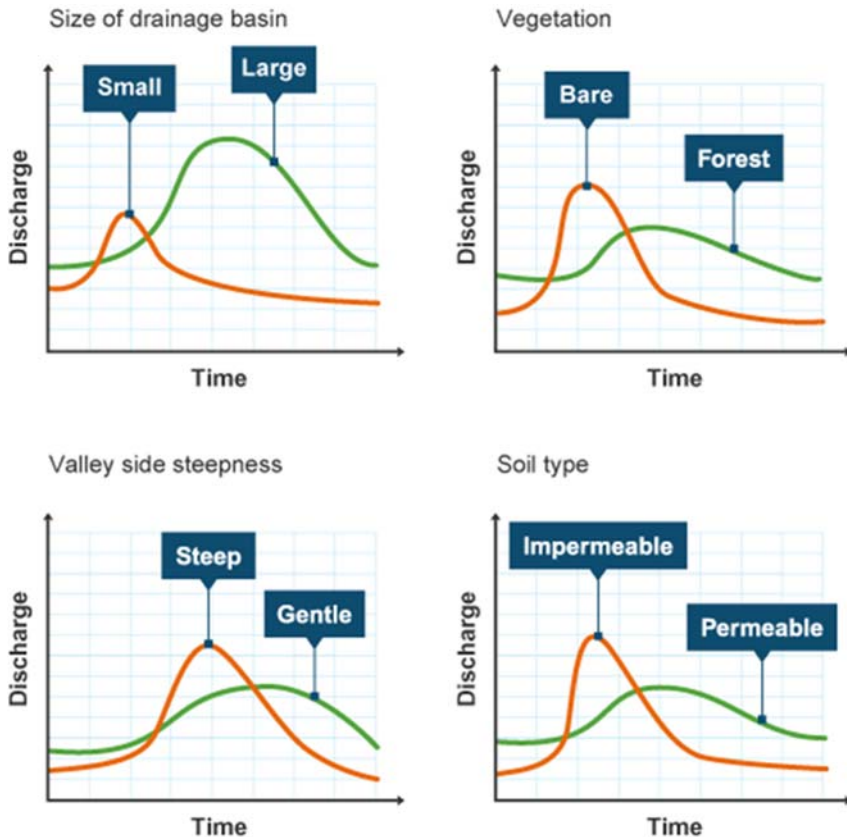 Size of drainage basin
Small
Large
Discharge
Time
Vegetation
Bare
Forest
Discharge
Time
Valley side steepness
Steep
Gentle
Discharge
Time
Soil type
Impermeable
Permeable
Discharge
Time